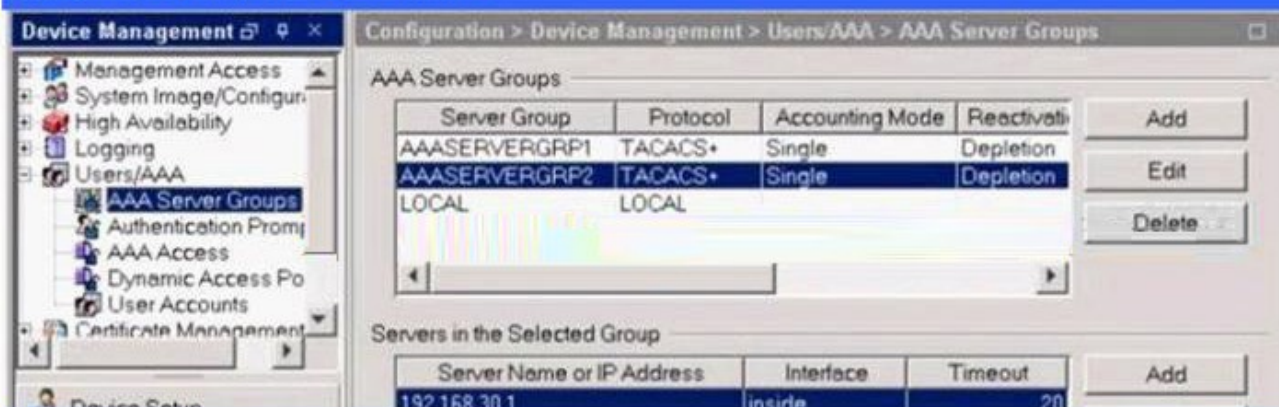 Device Management
Management Access
System Image/Configur
High Availability
Logging
Users/AAA
AAA Server Groups
Authentication Promp
AAA Access
Dynamic Access Po
User Accounts
Certificate Management
Device Setup
Configuration > Device Management > Users/AAA > AAA Server Groups
AAA Server Groups
Server Group Protocol Accounting Mode Reactivati
AAASERVERGRP1 TACACS+ Single Depletion
AAASERVERGRP2 TACACS+ Single Depletion
LOCAL LOCAL
Add
Edit
Delete
Servers in the Selected Group
Server Name or IP Address Interface Timeout
192.168.30.1 inside 20
Add